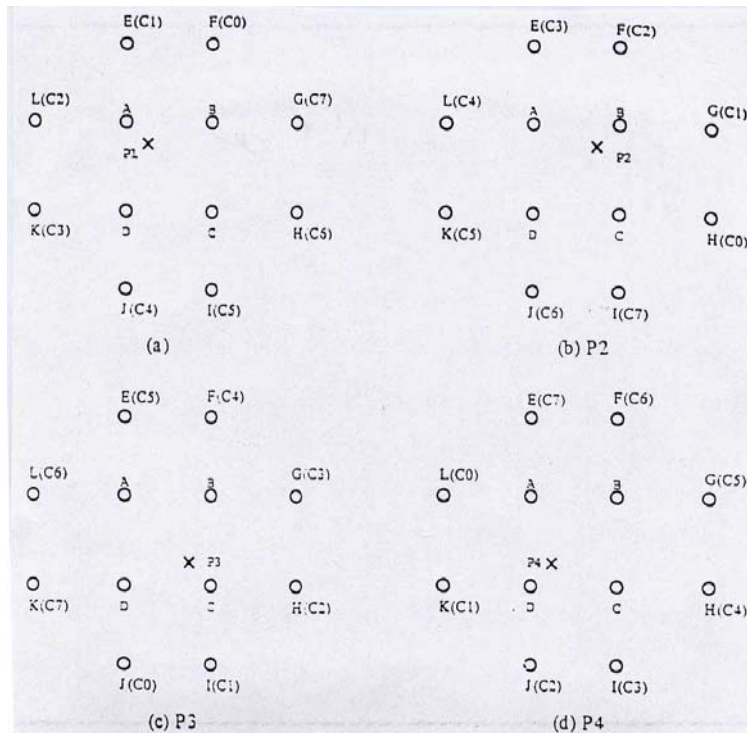 E(C1) F(C0)
E(C3) F(C2)
L(C2) A B G(C7)
L(C4) A B G(C1)
P1
P2
K(C3) D C H(C6)
K(C5) D C H(C0)
J(C4) I(C5)
J(C6) I(C7)
(a)
(b) P2
E(C5) F(C4)
E(C7) F(C6)
L(C6) A B G(C3)
L(C0) A B G(C5)
P3
P4
K(C7) D C H(C2)
K(C1) D C H(C4)
J(C0) I(C1)
J(C2) I(C3)
(c) P3
(d) P4